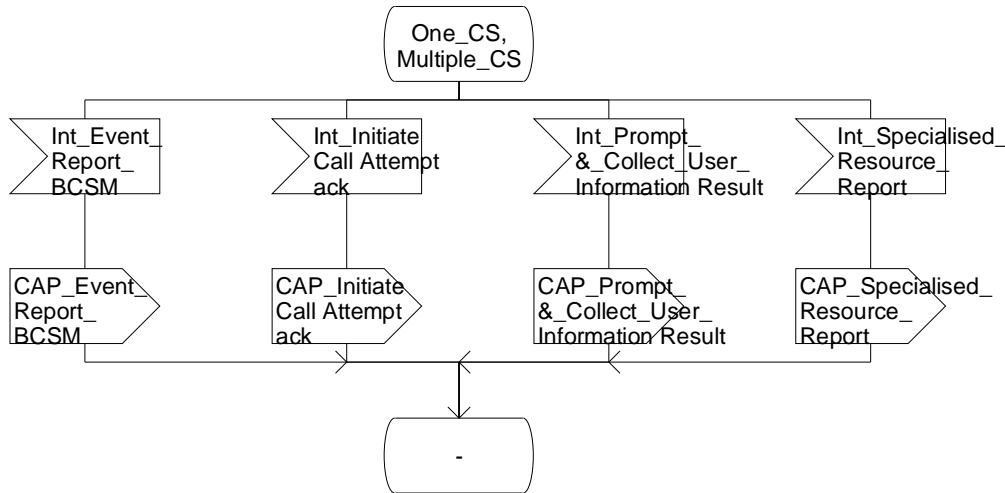 One_CS,
Multiple_CS
Int_Event_
Report_
BCSM
Int_Initiate
Call Attempt
ack
Int_Prompt_
&_Collect_User_
Information Result
Int_Specialised_
Resource_
Report
CAP_Event_
Report_
BCSM
CAP_Initiate
Call Attempt
ack
CAP_Prompt_
&_Collect_User_
Information Result
CAP_Specialised_
Resource_
Report
-